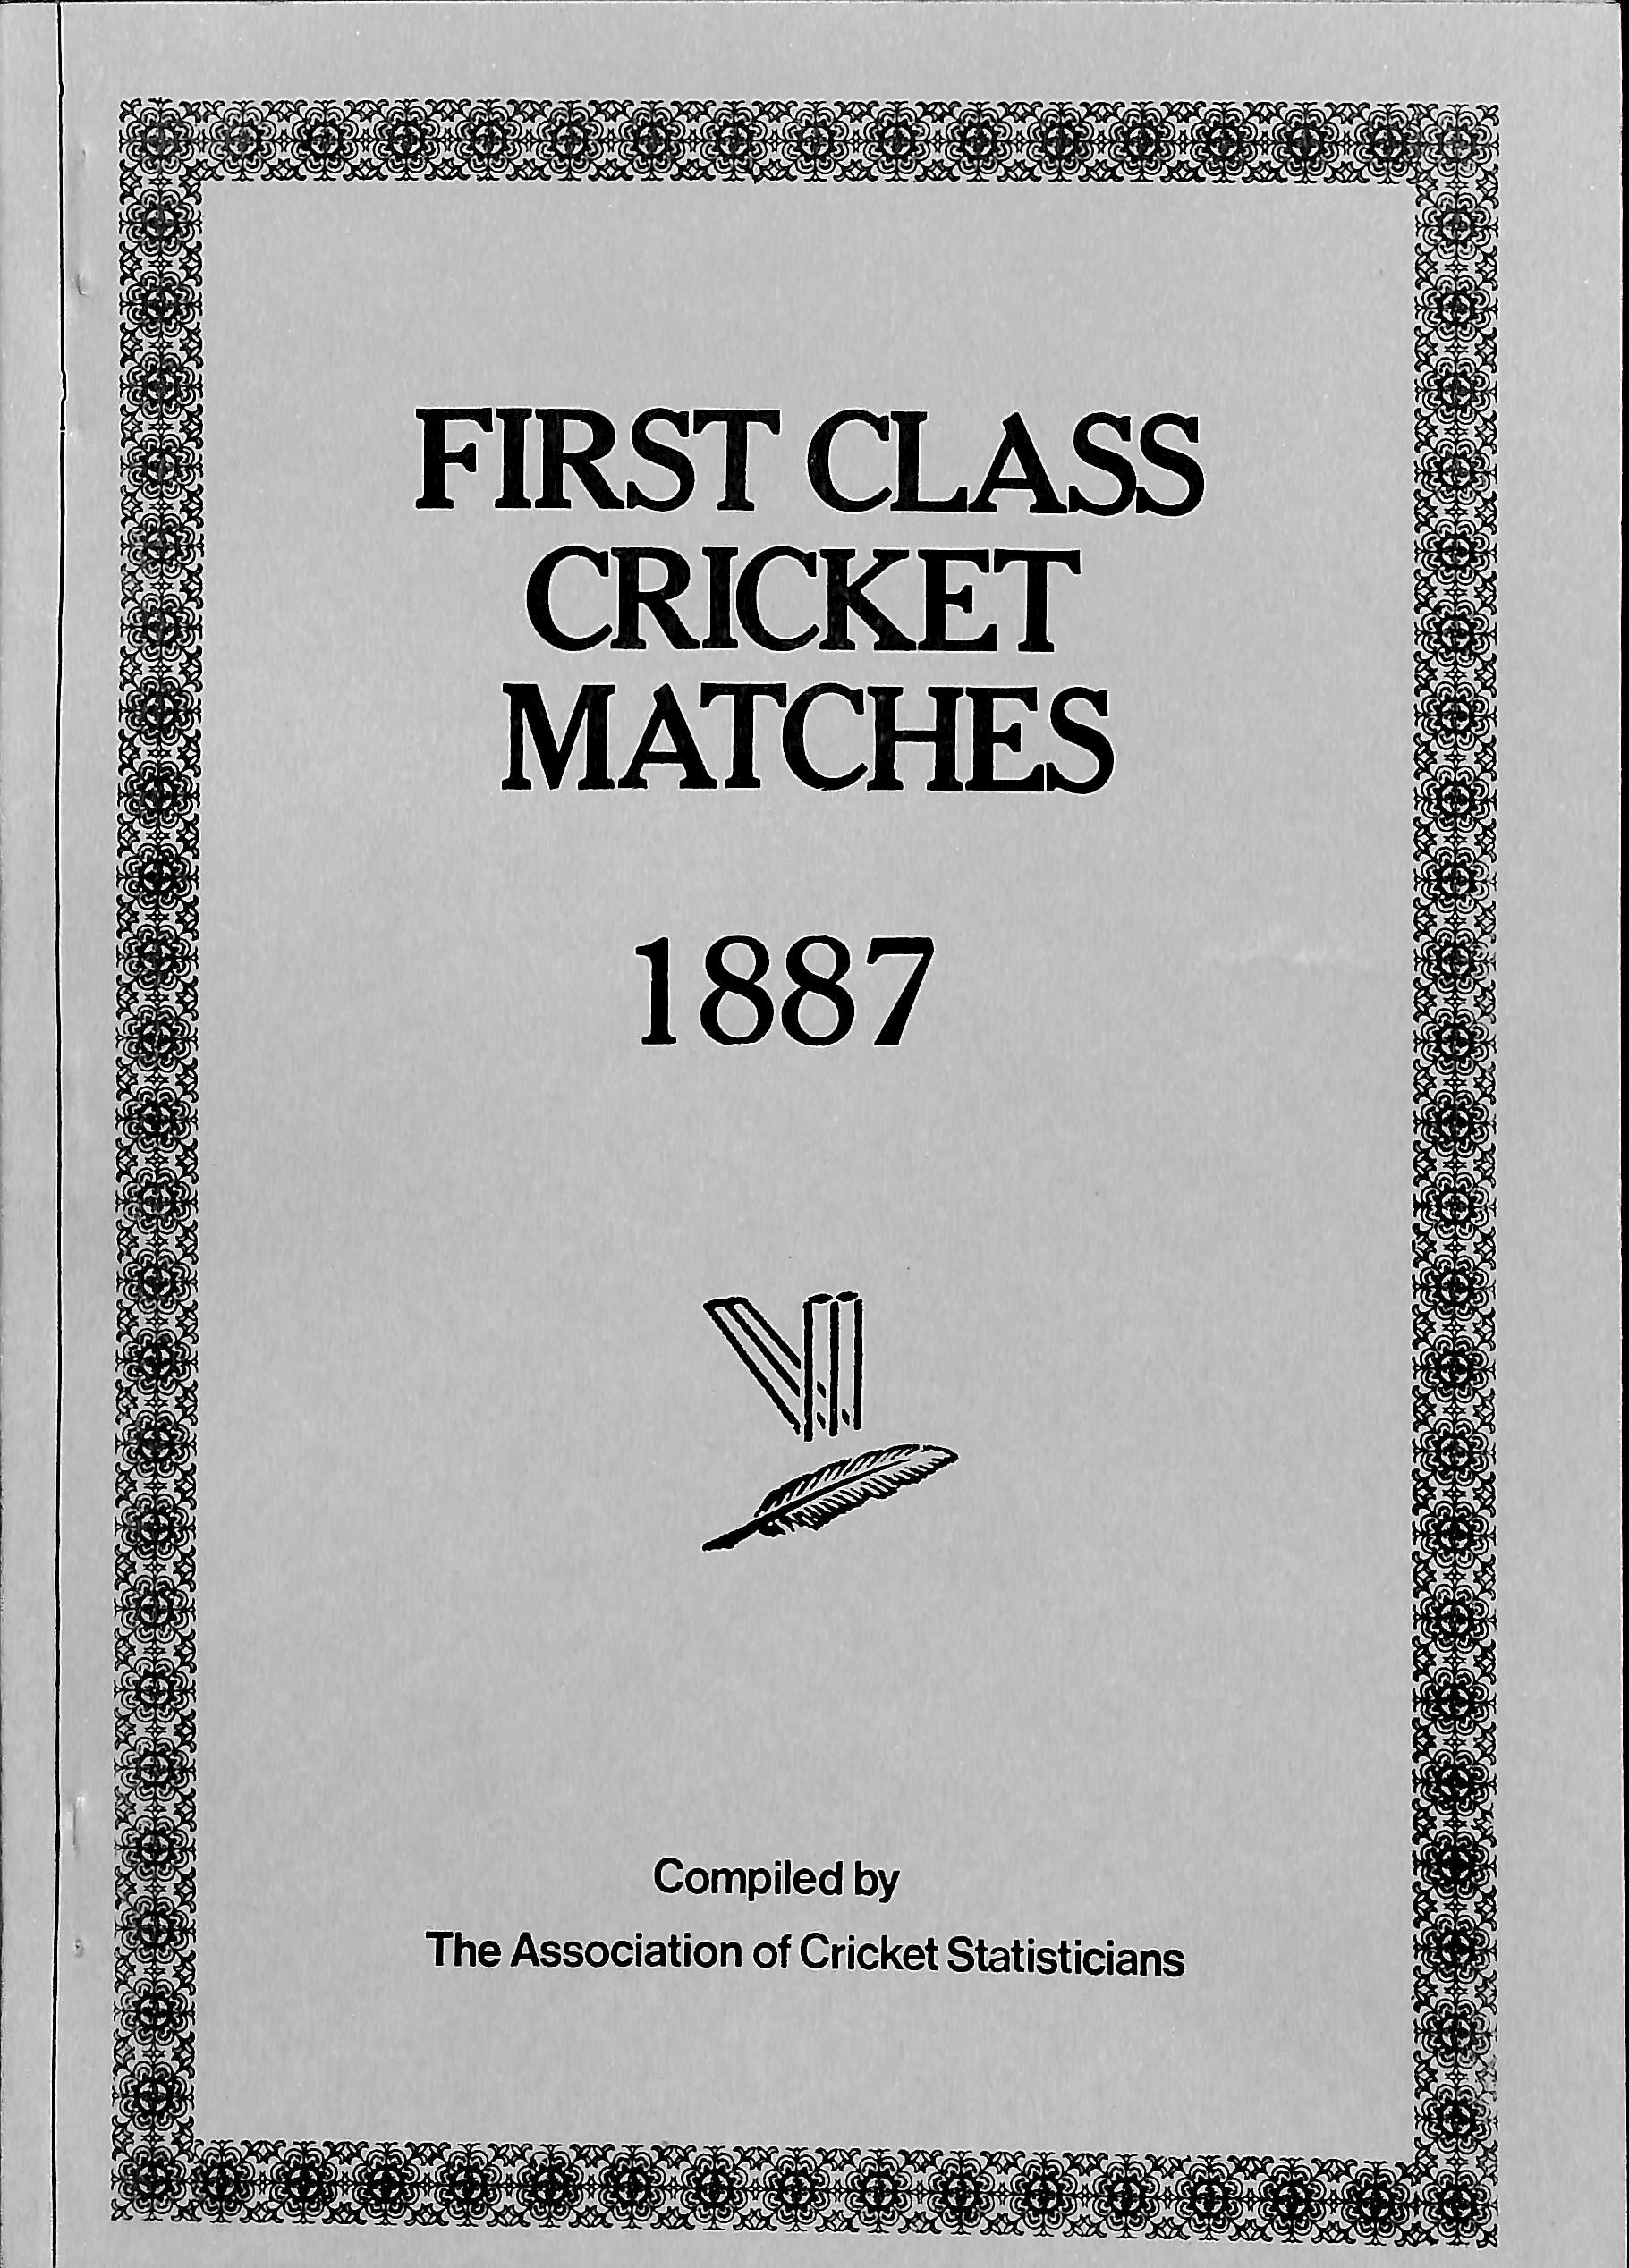 FIRST CLASS
CRICKET
MATCHES
1887
Compiled by
The Association of Cricket Statisticians